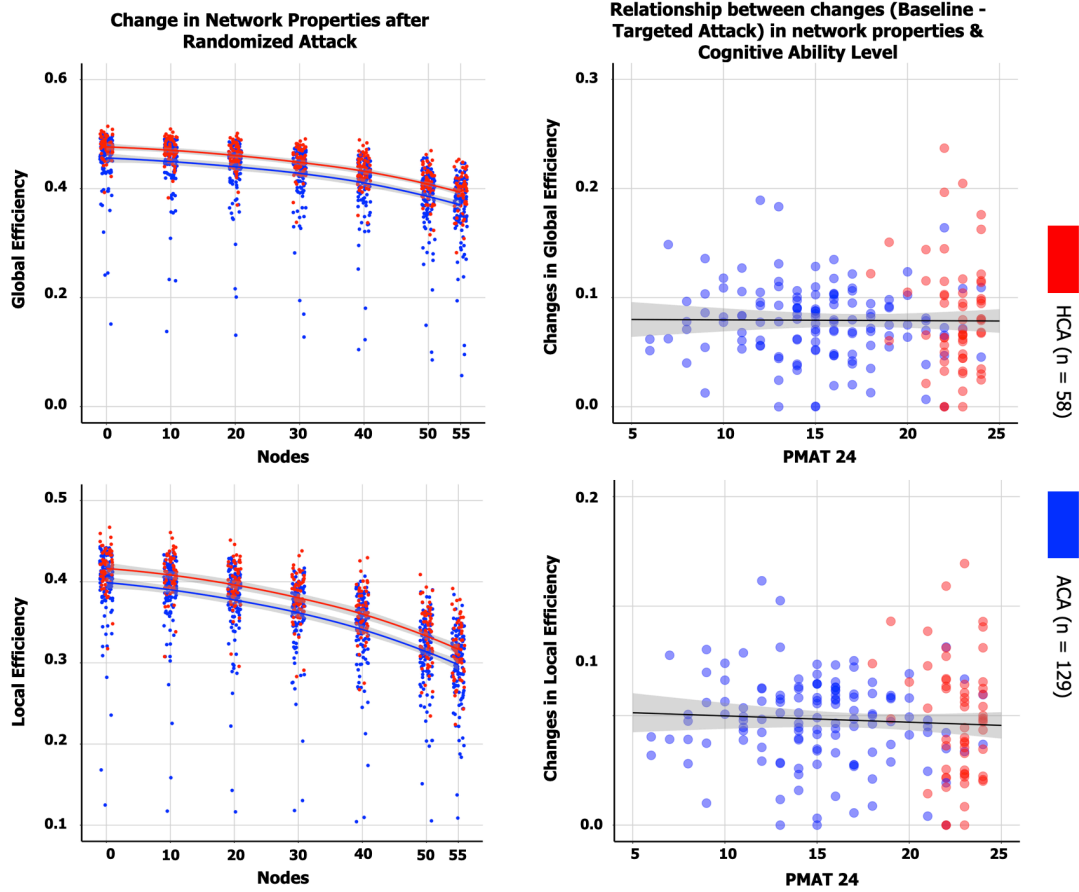 Change in Network Properties after
Randomized Attack
Relationship between changes (Baseline -
Targeted Attack) in network properties &
Cognitive Ability Level
Global Efficiency
0.6
0.4
0.2
0.0
0 10 20 30 40 50 55
Nodes
Changes in Global Efficiency
0.3
0.2
0.1
0.0
5 10 15 20 25
PMAT 24
HCA (n = 58)
Local Efficiency
0.5
0.4
0.3
0.2
0.1
0 10 20 30 40 50 55
Nodes
Changes in Local Efficiency
0.2
0.1
0.0
5 10 15 20 25
PMAT 24
ACA (n = 129)